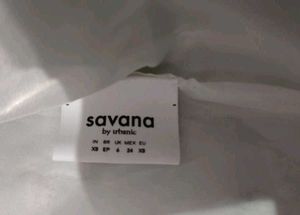 savana
by urbanic
IN BR UK MEX EU
XS EP 6 24 XS